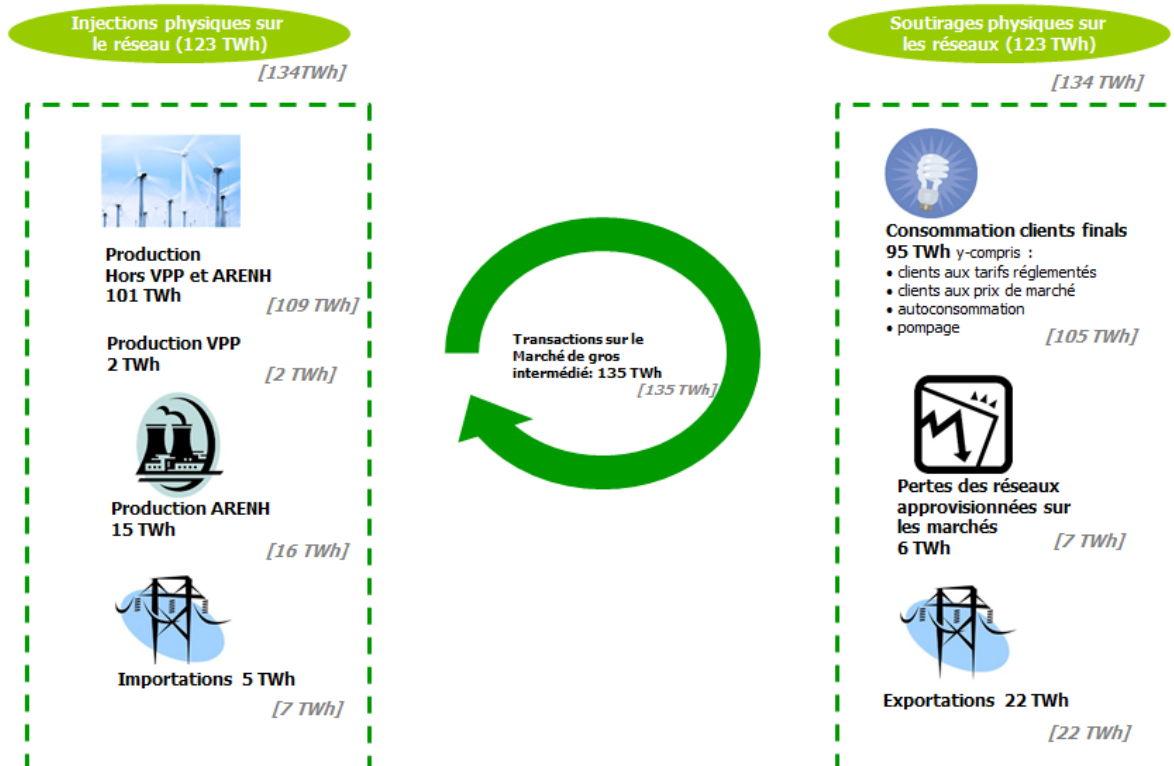 Injections physiques sur
le réseau (123 TWh)
[134TWh]
Production
Hors VPP et ARENH
101 TWh
[109 TWh]
Production VPP
2 TWh
[2 TWh]
Production ARENH
15 TWh
[16 TWh]
Importations 5 TWh
[7 TWh]
Transactions sur le
Marché de gros
intermédié: 135 TWh
[135 TWh]
Soutirages physiques sur
les réseaux (123 TWh)
[134 TWh]
Consommation clients finals
95 TWh y-compris :
• clients aux tarifs réglementés
• clients aux prix de marché
• autoconsommation
• pompage
[105 TWh]
Pertes des réseaux
approvisionnées sur
les marchés
6 TWh
[7 TWh]
Exportations 22 TWh
[22 TWh]